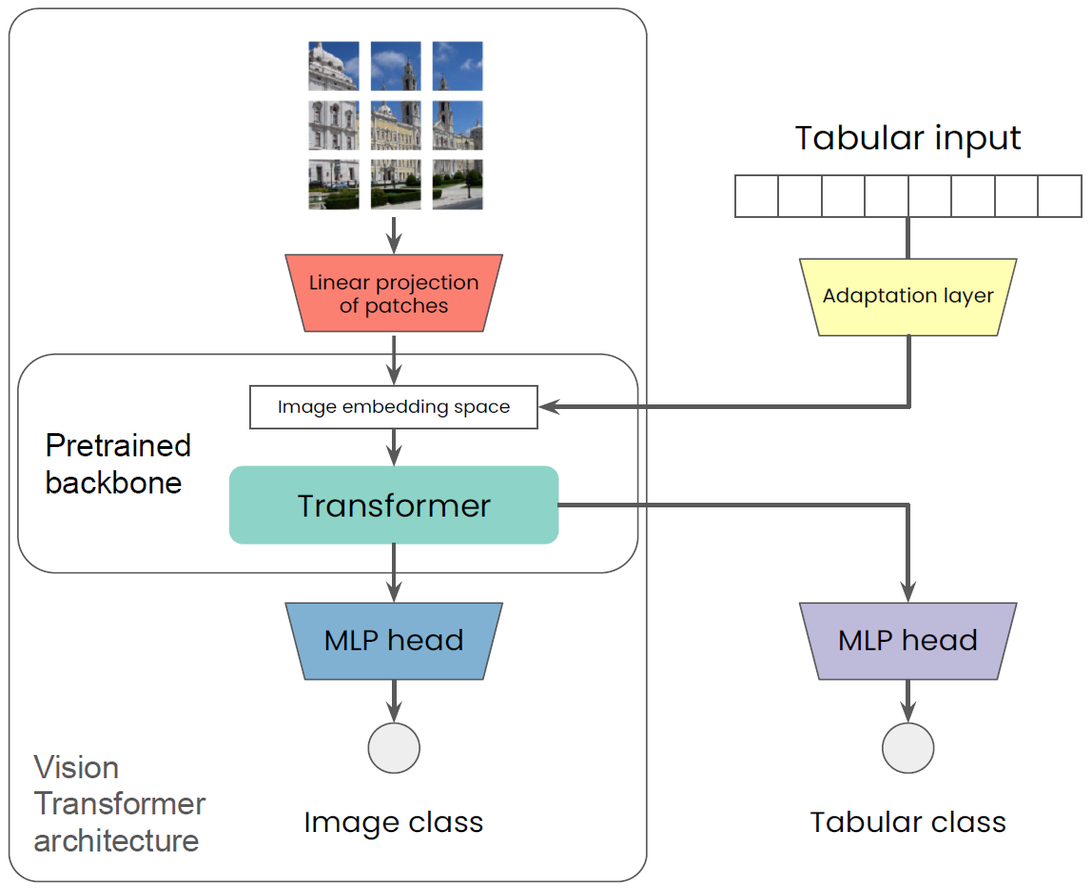 Tabular input
Linear projection
of patches
Adaptation layer
Image embedding space
Pretrained
backbone
Transformer
MLP head
MLP head
Vision
Transformer
architecture
Image class
Tabular class